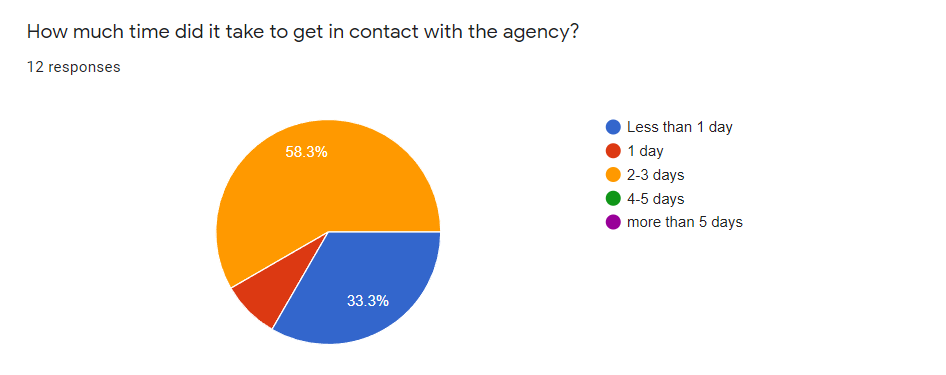 How much time did it take to get in contact with the agency?
12 responses
58.3%
33.3%
Less than 1 day
1 day
2-3 days
4-5 days
more than 5 days